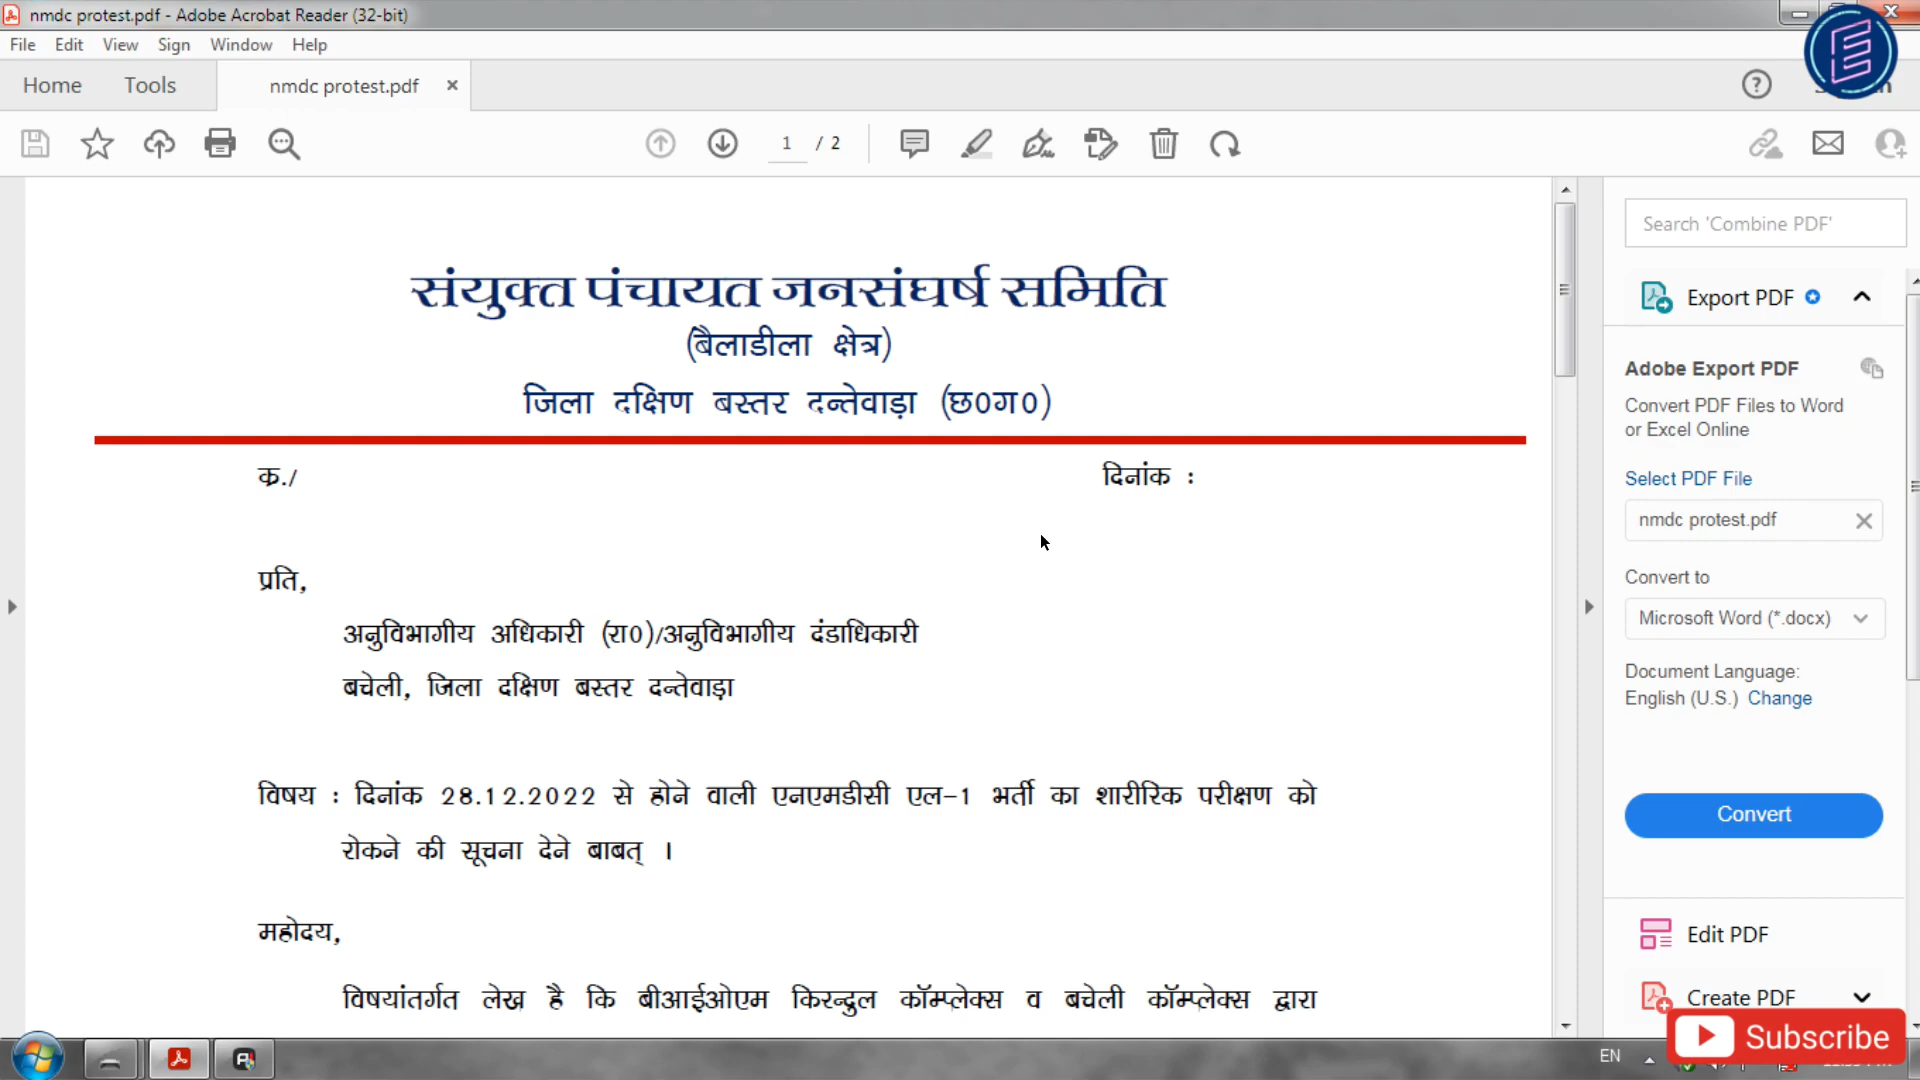 nmdc protest.pdf - Adobe Acrobat Reader (32-bit)
File Edit View Sign Window Help
Home Tools nmdc protest.pdf
1 / 2
संयुक्त पंचायत जनसंघर्ष समिति
(बैलाडीला क्षेत्र)
जिला दक्षिण बस्तर दन्तेवाड़ा (छ0ग0)
क./ दिनांक :
प्रति,
अनुविभागीय अधिकारी (रा0)/अनुविभागीय दंडाधिकारी
बचेली, जिला दक्षिण बस्तर दन्तेवाड़ा
विषय : दिनांक 28.12.2022 से होने वाली एनएमडीसी एल-1 भर्ती का शारीरिक परीक्षण को
रोकने की सूचना देने बाबत् ।
महोदय,
विषयांतर्गत लेख है कि बीआईओएम किरन्दुल कॉम्प्लेक्स व बचेली कॉम्प्लेक्स द्वारा
Search 'Combine PDF'
Export PDF
Adobe Export PDF
Convert PDF Files to Word
or Excel Online
Select PDF File
nmdc protest.pdf
Convert to
Microsoft Word (*.docx)
Document Language:
English (U.S.) Change
Convert
Edit PDF
Create PDF
Subscribe
EN